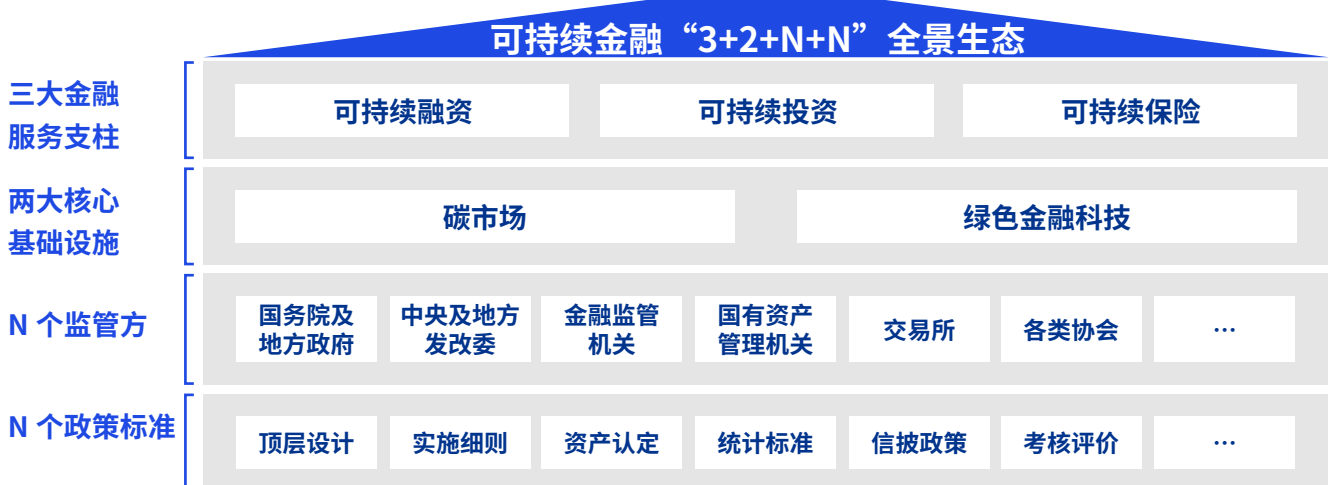 可持续金融“3+2+N+N”全景生态
三大金融
服务支柱
可持续融资
可持续投资
可持续保险
两大核心
基础设施
碳市场
绿色金融科技
N 个监管方
国务院及
地方政府
中央及地方
发改委
金融监管
机关
国有资产
管理机关
交易所
各类协会
…
N 个政策标准
顶层设计
实施细则
资产认定
统计标准
信披政策
考核评价
…